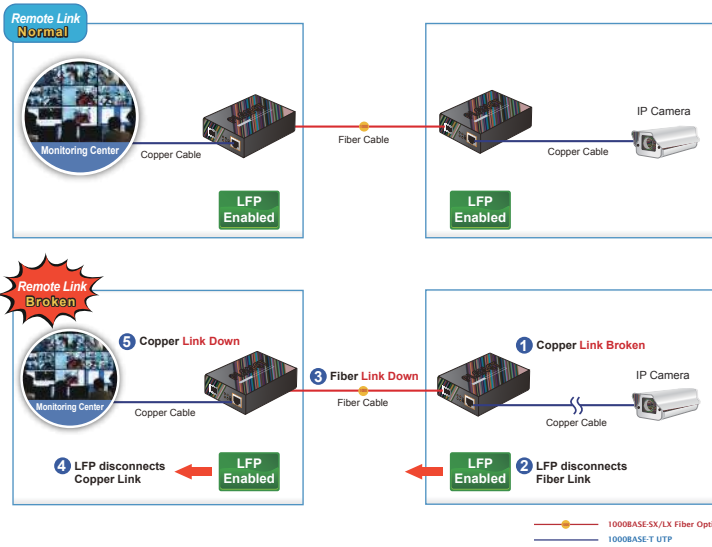 Remote Link
Normal
Monitoring Center
Copper Cable
Fiber Cable
Copper Cable
IP Camera
LFP
Enabled
LFP
Enabled
Remote Link
Broken
5 Copper Link Down
1 Copper Link Broken
3 Fiber Link Down
IP Camera
Monitoring Center
Copper Cable
Fiber Cable
Copper Cable
4 LFP disconnects
Copper Link
LFP
Enabled
LFP
Enabled
2 LFP disconnects
Fiber Link
1000BASE-SX/LX Fiber Opti
1000BASE-T UTP